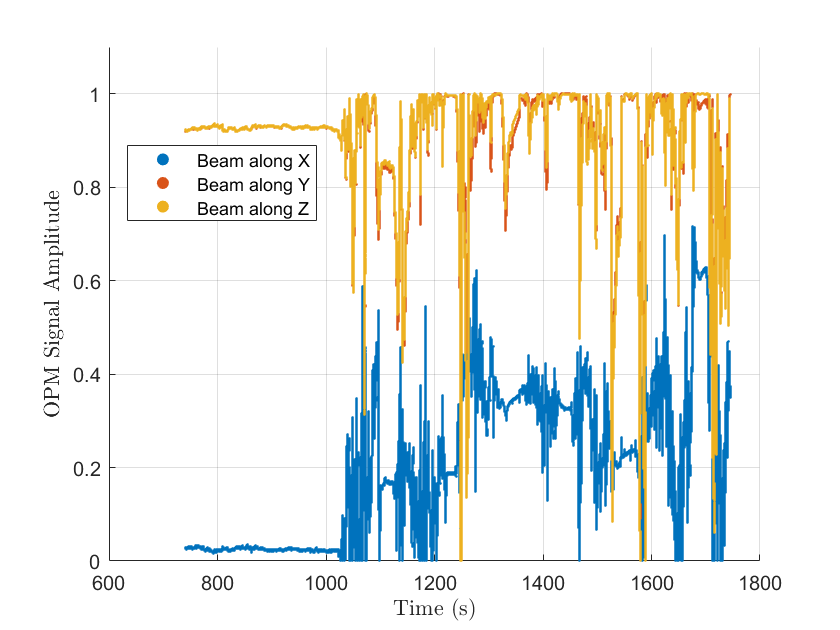 1
0.8
0.6
0.4
0.2
0
600
800
1000
1200
1400
1600
1800
OPM Signal Amplitude
Time (s)
Beam along X
Beam along Y
Beam along Z